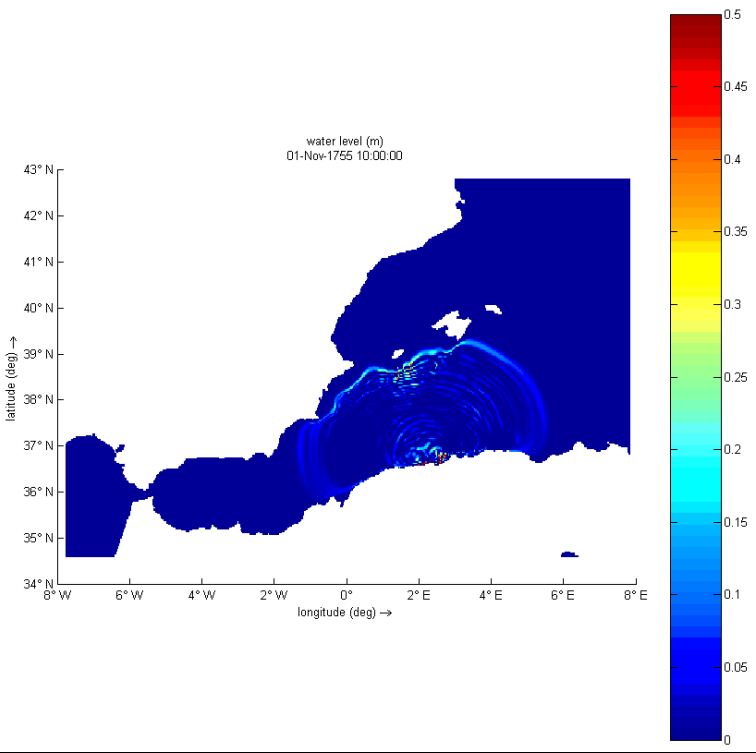 water level (m)
01-Nov-1755 10:00:00
43° N
42° N
41° N
40° N
39° N
38° N
37° N
36° N
35° N
34° N
latitude (deg) →
8° W 6° W 4° W 2° W 0° 2° E 4° E 6° E 8° E
longitude (deg) →
0.5
0.45
0.4
0.35
0.3
0.25
0.2
0.15
0.1
0.05
0